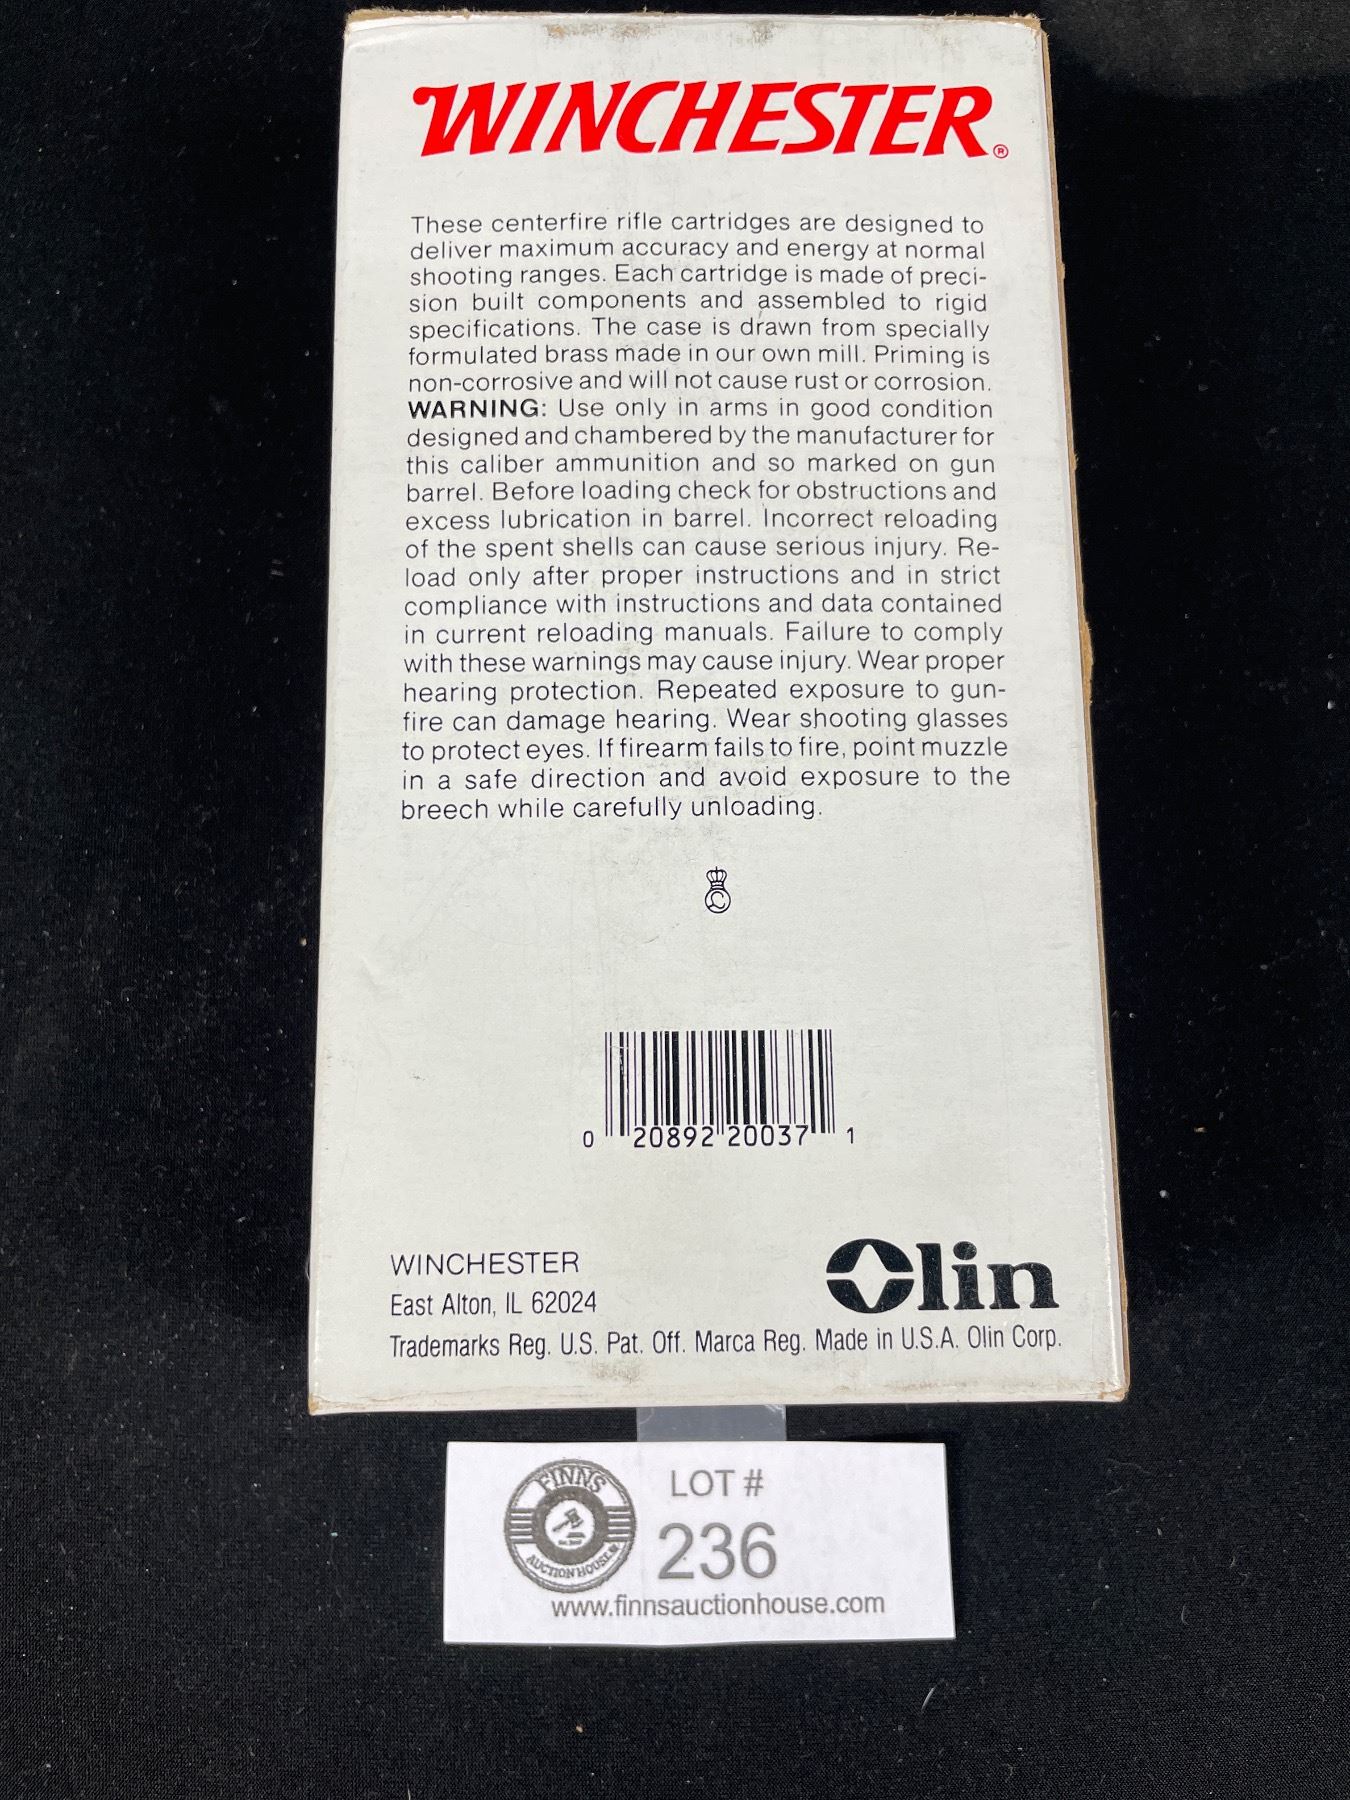 WINCHESTER®
These centerfire rifle cartridges are designed to
deliver maximum accuracy and energy at normal
shooting ranges. Each cartridge is made of preci-
sion built components and assembled to rigid
specifications. The case is drawn from specially
formulated brass made in our own mill. Priming is
non-corrosive and will not cause rust or corrosion.
WARNING: Use only in arms in good condition
designed and chambered by the manufacturer for
this caliber ammunition and so marked on gun
barrel. Before loading check for obstructions and
excess lubrication in barrel. Incorrect reloading
of the spent shells can cause serious injury. Re-
load only after proper instructions and in strict
compliance with instructions and data contained
in current reloading manuals. Failure to comply
with these warnings may cause injury. Wear proper
hearing protection. Repeated exposure to gun-
fire can damage hearing. Wear shooting glasses
to protect eyes. If firearm fails to fire, point muzzle
in a safe direction and avoid exposure to the
breech while carefully unloading.
0 20892 20037 1
Olin
WINCHESTER
East Alton, IL 62024
Trademarks Reg. U.S. Pat. Off. Marca Reg. Made in U.S.A. Olin Corp.
FINNS
AUCTION HOUSE
LOT #
236
www.finnsauctionhouse.com